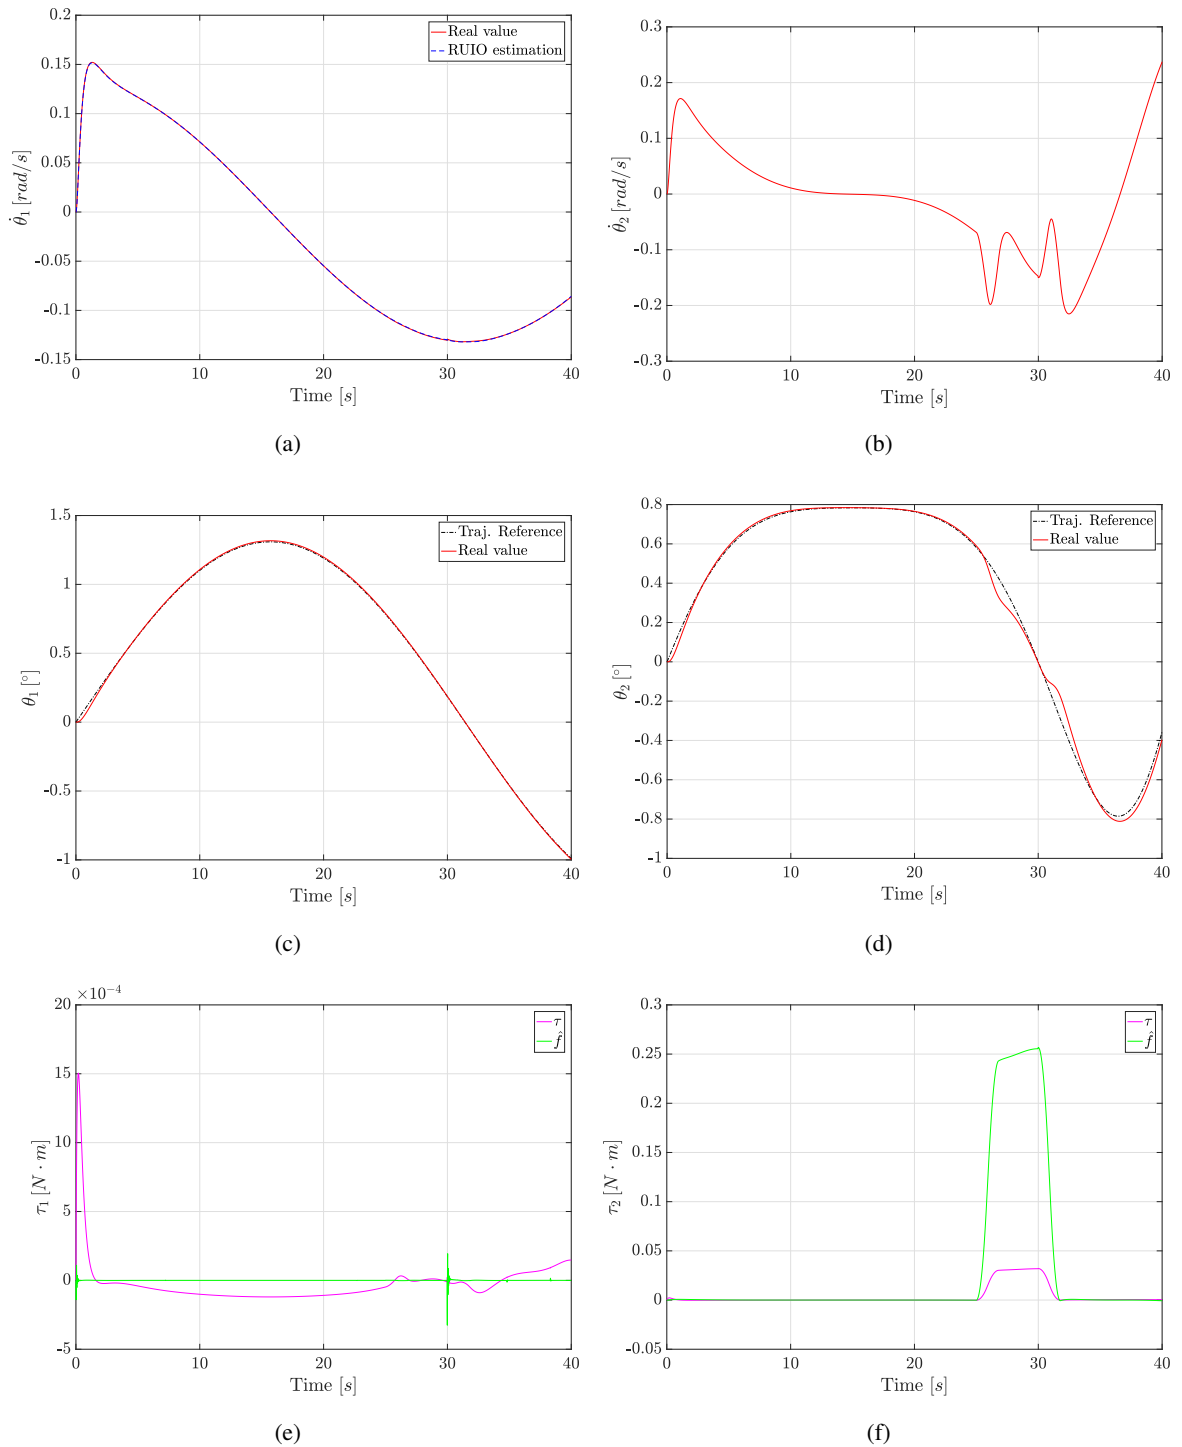 0.2
0.15
0.1
0.05
0
-0.05
-0.1
-0.15
θ̇₁ [rad/s]
Real value
RUIO estimation
0 10 20 30 40
Time [s]
(a)
0.3
0.2
0.1
0
-0.1
-0.2
-0.3
θ̇₂ [rad/s]
0 10 20 30 40
Time [s]
(b)
1.5
1
0.5
0
-0.5
-1
θ₁ [°]
Traj. Reference
Real value
0 10 20 30 40
Time [s]
(c)
0.8
0.6
0.4
0.2
0
-0.2
-0.4
-0.6
-0.8
-1
θ₂ [°]
Traj. Reference
Real value
0 10 20 30 40
Time [s]
(d)
×10⁻⁴
20
15
10
5
0
-5
τ₁ [N · m]
τ
f̂
0 10 20 30 40
Time [s]
(e)
0.3
0.25
0.2
0.15
0.1
0.05
0
-0.05
τ₂ [N · m]
τ
f̂
0 10 20 30 40
Time [s]
(f)